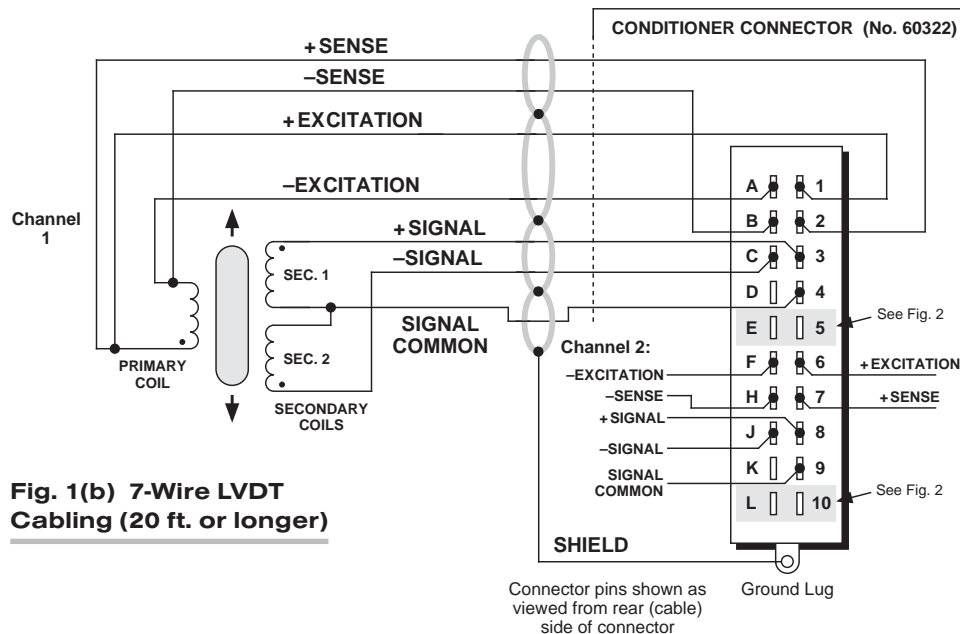 CONDITIONER CONNECTOR (No. 60322)
+SENSE
–SENSE
+EXCITATION
–EXCITATION
Channel
1
+SIGNAL
–SIGNAL
SEC. 1
SIGNAL
COMMON
SEC. 2
PRIMARY
COIL
SECONDARY
COILS
A 1
B 2
C 3
D 4
E 5
See Fig. 2
Channel 2:
–EXCITATION
F 6
+EXCITATION
–SENSE
H 7
+SENSE
+SIGNAL
J 8
–SIGNAL
SIGNAL
COMMON
K 9
L 10
See Fig. 2
Fig. 1(b) 7-Wire LVDT
Cabling (20 ft. or longer)
SHIELD
Connector pins shown as
viewed from rear (cable)
side of connector
Ground Lug